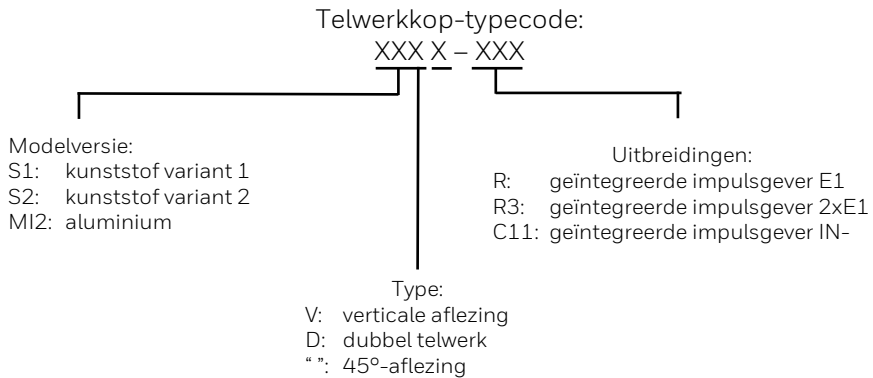 Telwerkkop-typecode:
XXX X – XXX
Modelversie:
S1: kunststof variant 1
S2: kunststof variant 2
MI2: aluminium
Uitbreidingen:
R: geïntegreerde impulsgever E1
R3: geïntegreerde impulsgever 2xE1
C11: geïntegreerde impulsgever IN-
Type:
V: verticale aflezing
D: dubbel telwerk
“ ”: 45º-aflezing